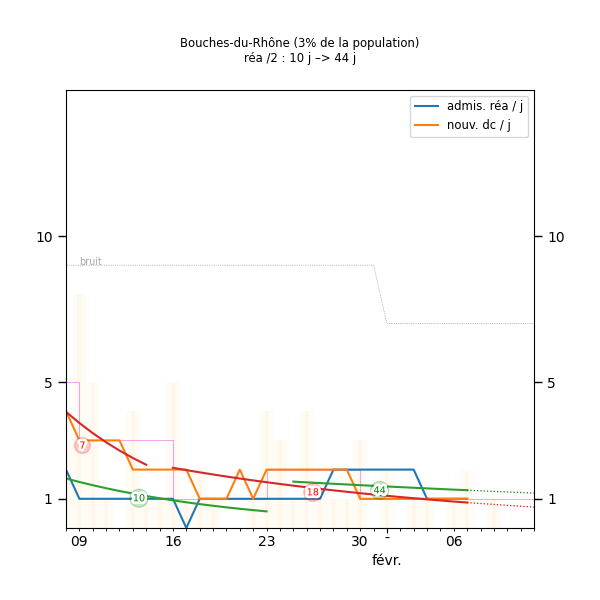 Bouches-du-Rhône (3% de la population)
réa /2 : 10 j –> 44 j
admis. réa / j
nouv. dc / j
10 10
bruit
5 5
7
44
18
10
1 1
09 16 23 30 - 06
févr.